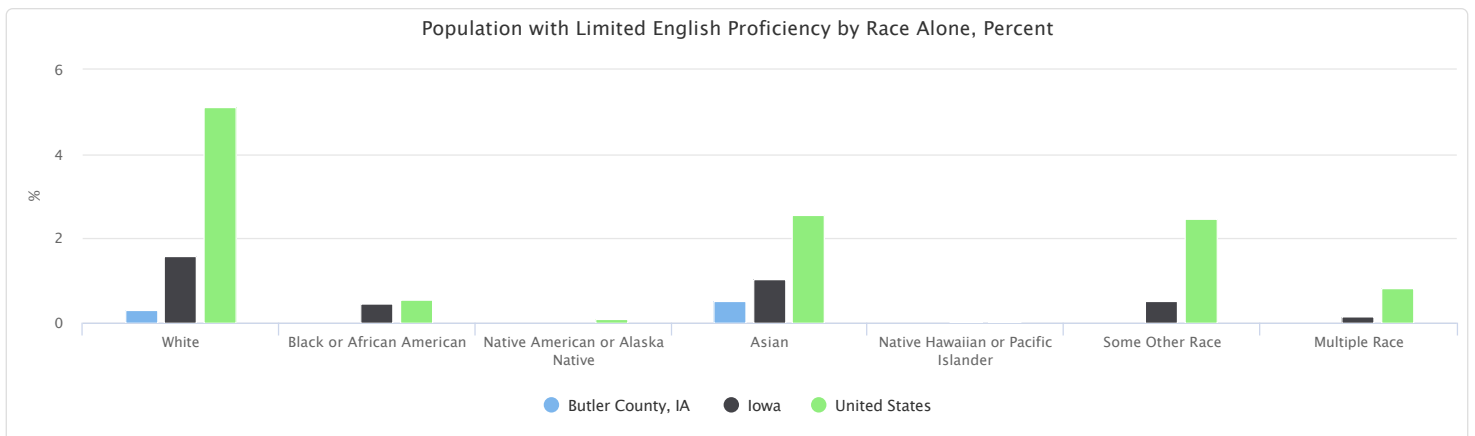 Population with Limited English Proficiency by Race Alone, Percent
6
4
%
2
0
White
Black or African American
Native American or Alaska
Native
Asian
Native Hawaiian or Pacific
Islander
Some Other Race
Multiple Race
Butler County, IA
Iowa
United States